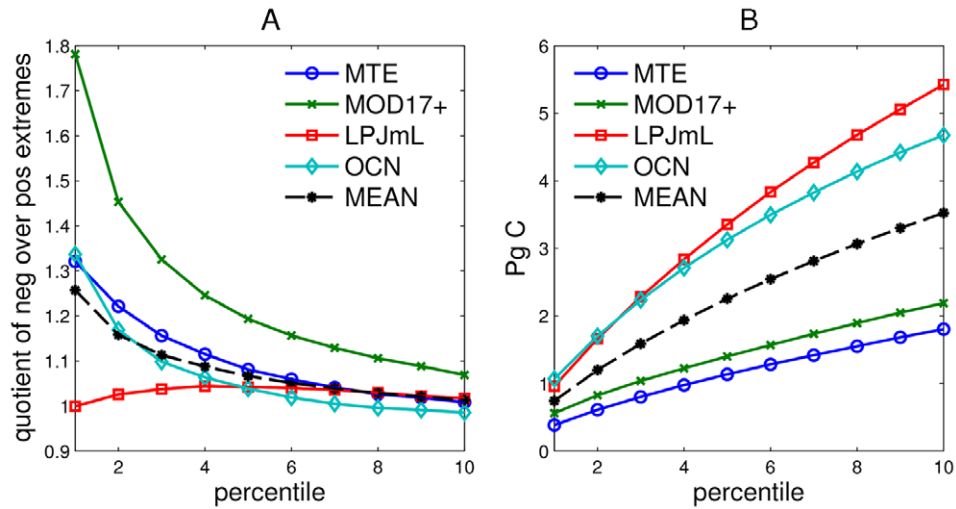 A
quotient of neg over pos extremes
1.8
1.7
1.6
1.5
1.4
1.3
1.2
1.1
1
0.9
MTE
MOD17+
LPJmL
OCN
MEAN
2
4
6
8
10
percentile
B
Pg C
6
5
4
3
2
1
0
MTE
MOD17+
LPJmL
OCN
MEAN
2
4
6
8
10
percentile